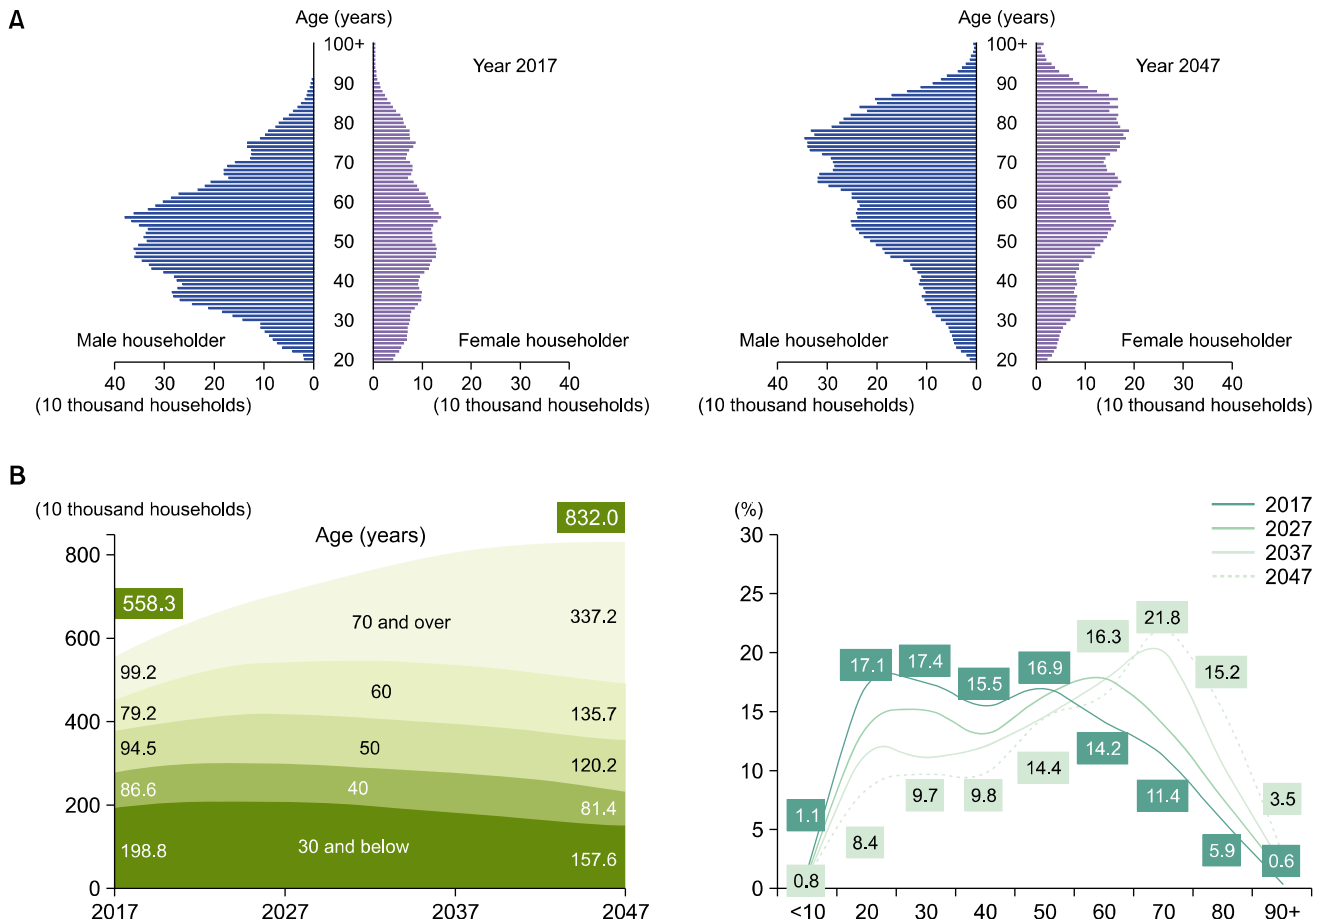 A
Age (years)
100+
90
80
70
60
50
40
30
20
Year 2017
Male householder
Female householder
40 30 20 10 0
0 10 20 30 40
(10 thousand households)
(10 thousand households)
Age (years)
100+
90
80
70
60
50
40
30
20
Year 2047
Male householder
Female householder
40 30 20 10 0
0 10 20 30 40
(10 thousand households)
(10 thousand households)
B
(10 thousand households)
Age (years)
832.0
558.3
800
600
400
200
0
70 and over
337.2
99.2
60
79.2
135.7
50
94.5
120.2
40
86.6
81.4
30 and below
198.8
157.6
2017 2027 2037 2047
(%)
2017
2027
2037
2047
30
25
20
15
10
5
0
17.1
17.4
15.5
16.9
14.2
11.4
5.9
0.6
1.1
0.8
8.4
9.7
9.8
14.4
16.3
21.8
15.2
3.5
<10 20 30 40 50 60 70 80 90+